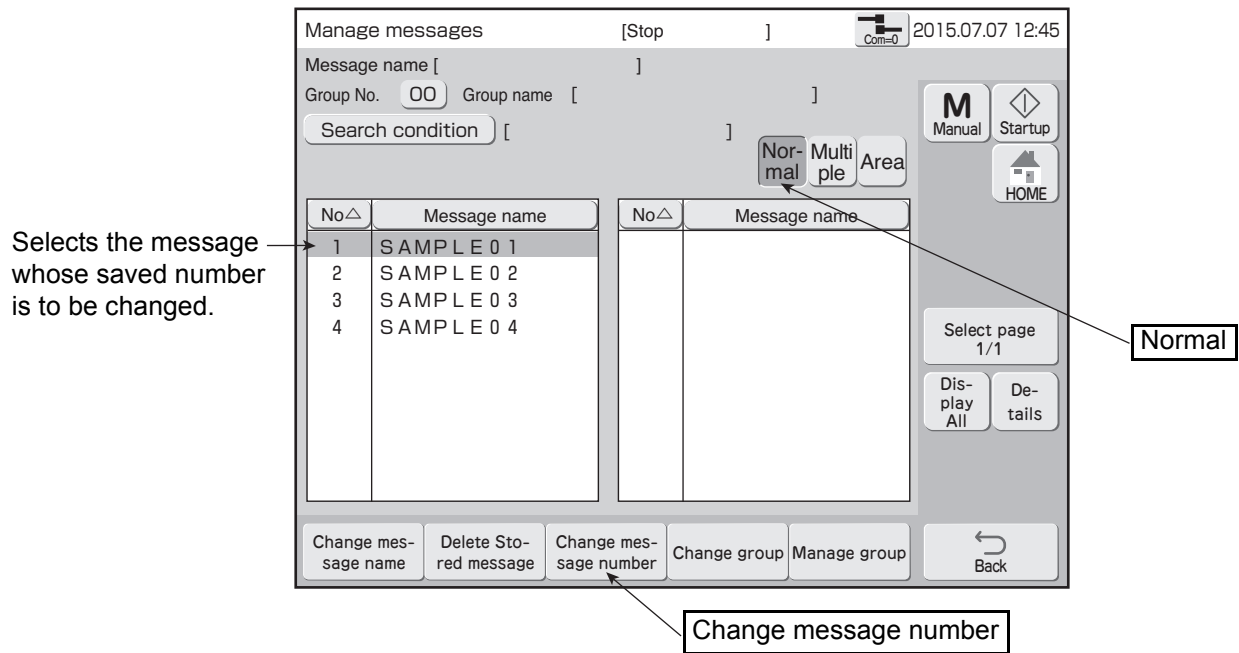 Manage messages [Stop ] Com=0 2015.07.07 12:45
Message name [ ]
Group No. 00 Group name [ ]
Search condition [ ]
Nor-
mal
Multi
ple
Area
M
Manual
Startup
HOME
No△ Message name No△ Message name
1 SAMPLE01
2 SAMPLE02
3 SAMPLE03
4 SAMPLE04
Selects the message
whose saved number
is to be changed.
Select page
1/1
Normal
Dis-
play
All
De-
tails
Change mes-
sage name
Delete Sto-
red message
Change mes-
sage number
Change group
Manage group
Back
Change message number